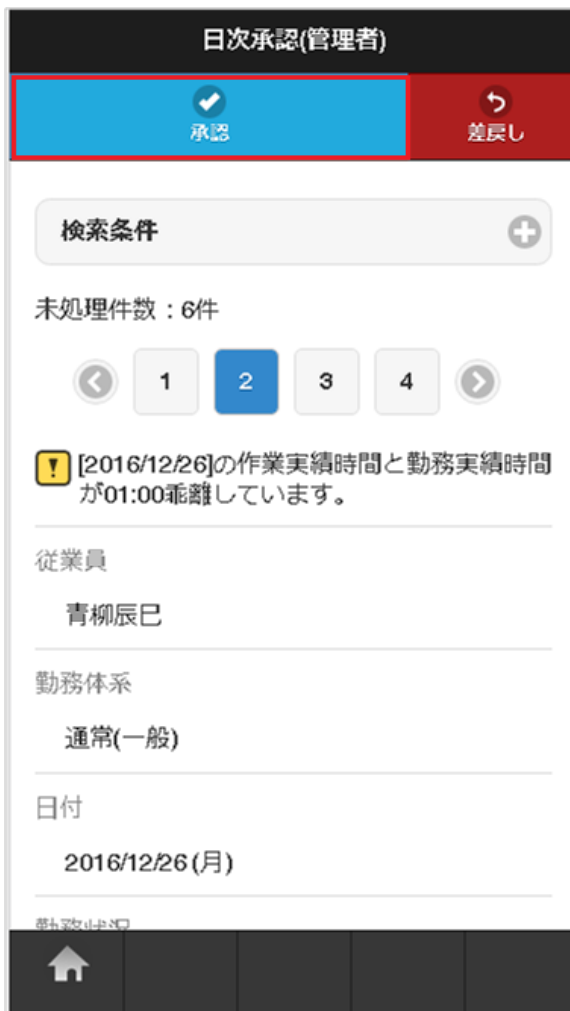 日次承認(管理者)
承認
差戻し
検索条件
未処理件数：6件
1 2 3 4
[2016/12/26]の作業実績時間と勤務実績時間
が01:00乖離しています。
従業員
青柳辰巳
勤務体系
通常(一般)
日付
2016/12/26 (月)
勤務状況